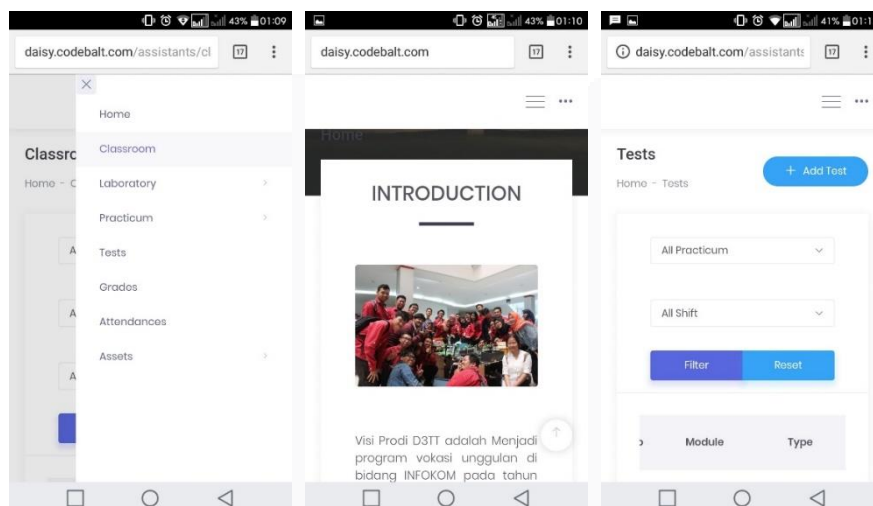 43% 01:09
daisy.codebalt.com/assistants/cl
17
Home
Classroom
Laboratory
Practicum
Tests
Grades
Attendances
Assets
Classro
Home - C
A
A
A
43% 01:10
daisy.codebalt.com
17
Home
INTRODUCTION
Visi Prodi D3TT adalah Menjadi
program vokasi unggulan di
bidang INFOKOM pada tahun
41% 01:1
daisy.codebalt.com/assistants
17
Tests
+ Add Test
Home - Tests
All Practicum
All Shift
Filter Reset
Module Type